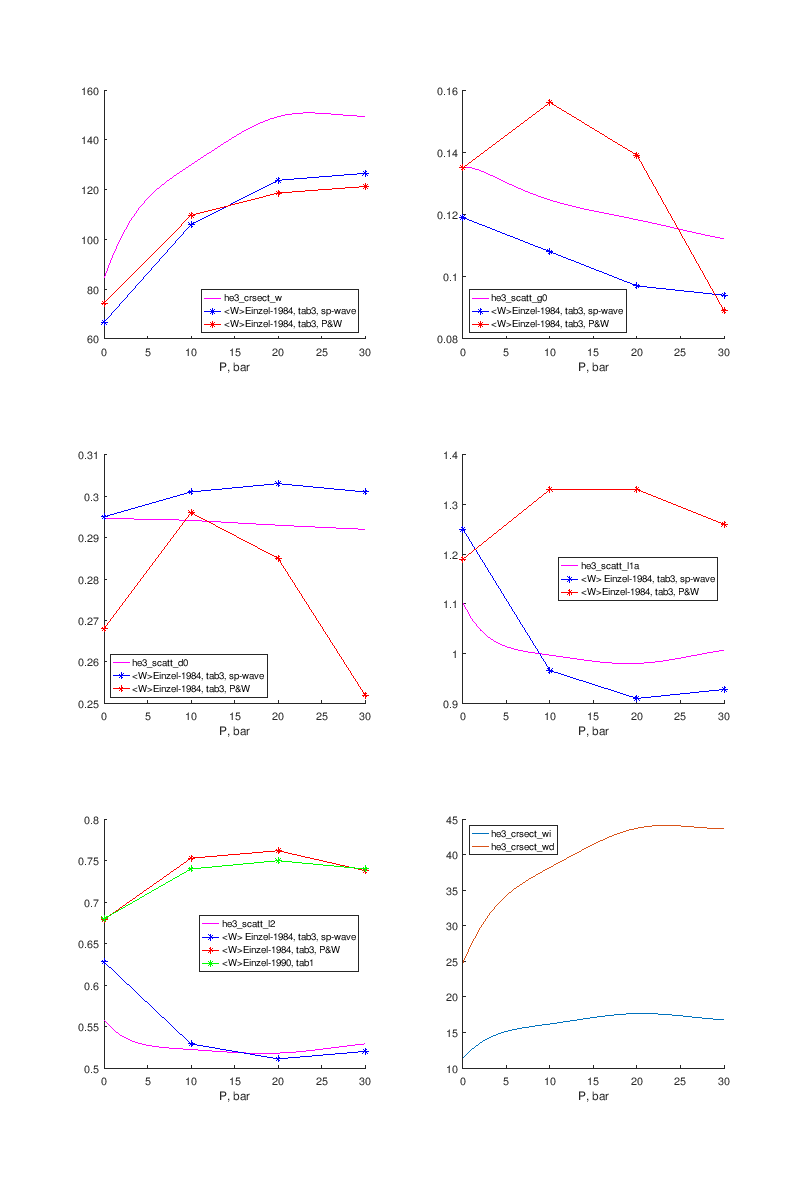 160
140
120
100
80
60
he3_crsect_w
<W>Einzel-1984, tab3, sp-wave
<W>Einzel-1984, tab3, P&W
0 5 10 15 20 25 30
P, bar
0.16
0.14
0.12
0.1
0.08
he3_scatt_g0
<W>Einzel-1984, tab3, sp-wave
<W>Einzel-1984, tab3, P&W
0 5 10 15 20 25 30
P, bar
0.31
0.3
0.29
0.28
0.27
0.26
0.25
he3_scatt_d0
<W>Einzel-1984, tab3, sp-wave
<W>Einzel-1984, tab3, P&W
0 5 10 15 20 25 30
P, bar
1.4
1.3
1.2
1.1
1
0.9
he3_scatt_l1a
<W> Einzel-1984, tab3, sp-wave
<W>Einzel-1984, tab3, P&W
0 5 10 15 20 25 30
P, bar
0.8
0.75
0.7
0.65
0.6
0.55
0.5
he3_scatt_l2
<W> Einzel-1984, tab3, sp-wave
<W>Einzel-1984, tab3, P&W
<W>Einzel-1990, tab1
0 5 10 15 20 25 30
P, bar
45
40
35
30
25
20
15
10
he3_crsect_wi
he3_crsect_wd
0 5 10 15 20 25 30
P, bar